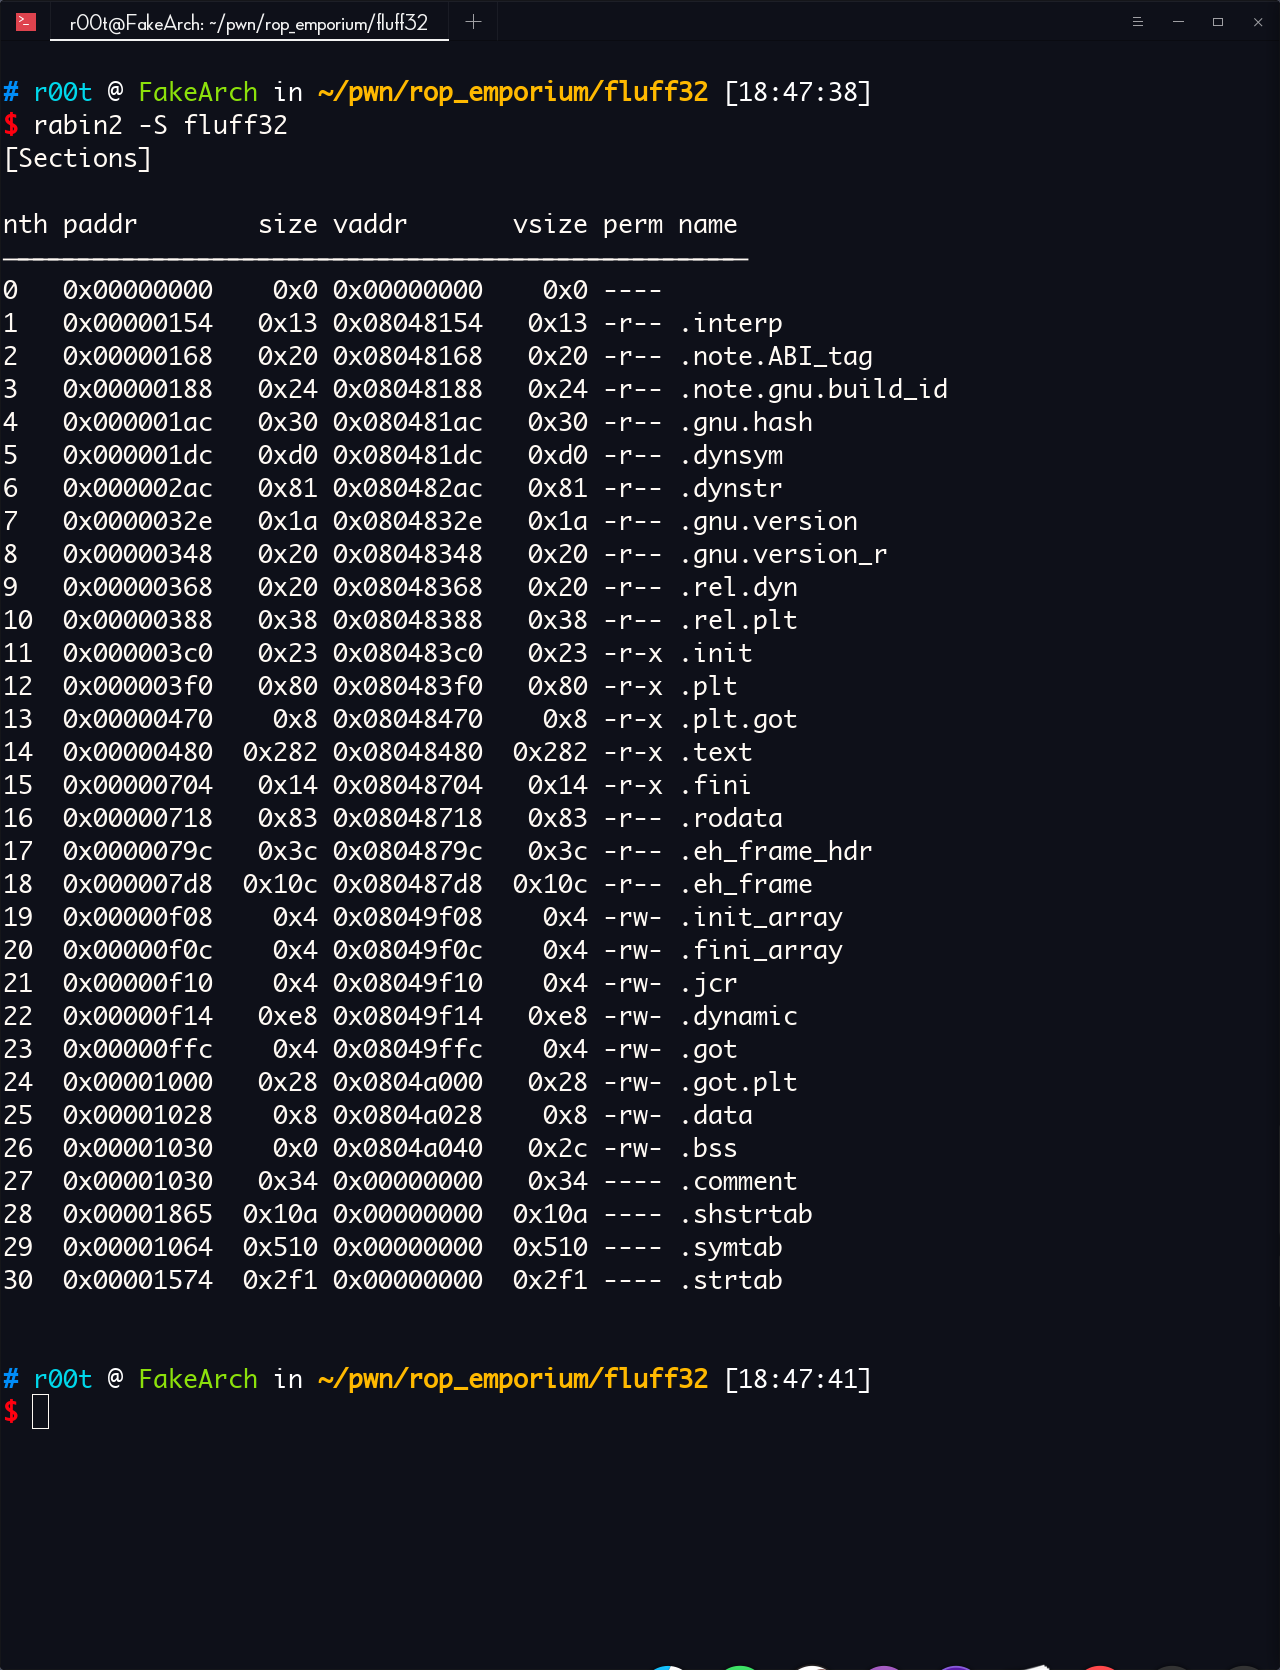 r00t@FakeArch: ~/pwn/rop_emporium/fluff32
# r00t @ FakeArch in ~/pwn/rop_emporium/fluff32 [18:47:38]
$ rabin2 -S fluff32
[Sections]
nth paddr        size vaddr       vsize perm name
0   0x00000000    0x0 0x00000000    0x0 ----
1   0x00000154   0x13 0x08048154   0x13 -r-- .interp
2   0x00000168   0x20 0x08048168   0x20 -r-- .note.ABI_tag
3   0x00000188   0x24 0x08048188   0x24 -r-- .note.gnu.build_id
4   0x000001ac   0x30 0x080481ac   0x30 -r-- .gnu.hash
5   0x000001dc   0xd0 0x080481dc   0xd0 -r-- .dynsym
6   0x000002ac   0x81 0x080482ac   0x81 -r-- .dynstr
7   0x0000032e   0x1a 0x0804832e   0x1a -r-- .gnu.version
8   0x00000348   0x20 0x08048348   0x20 -r-- .gnu.version_r
9   0x00000368   0x20 0x08048368   0x20 -r-- .rel.dyn
10  0x00000388   0x38 0x08048388   0x38 -r-- .rel.plt
11  0x000003c0   0x23 0x080483c0   0x23 -r-x .init
12  0x000003f0   0x80 0x080483f0   0x80 -r-x .plt
13  0x00000470    0x8 0x08048470    0x8 -r-x .plt.got
14  0x00000480  0x282 0x08048480  0x282 -r-x .text
15  0x00000704   0x14 0x08048704   0x14 -r-x .fini
16  0x00000718   0x83 0x08048718   0x83 -r-- .rodata
17  0x0000079c   0x3c 0x0804879c   0x3c -r-- .eh_frame_hdr
18  0x000007d8  0x10c 0x080487d8  0x10c -r-- .eh_frame
19  0x00000f08    0x4 0x08049f08    0x4 -rw- .init_array
20  0x00000f0c    0x4 0x08049f0c    0x4 -rw- .fini_array
21  0x00000f10    0x4 0x08049f10    0x4 -rw- .jcr
22  0x00000f14   0xe8 0x08049f14   0xe8 -rw- .dynamic
23  0x00000ffc    0x4 0x08049ffc    0x4 -rw- .got
24  0x00001000   0x28 0x0804a000   0x28 -rw- .got.plt
25  0x00001028    0x8 0x0804a028    0x8 -rw- .data
26  0x00001030    0x0 0x0804a040   0x2c -rw- .bss
27  0x00001030   0x34 0x00000000   0x34 ---- .comment
28  0x00001865  0x10a 0x00000000  0x10a ---- .shstrtab
29  0x00001064  0x510 0x00000000  0x510 ---- .symtab
30  0x00001574  0x2f1 0x00000000  0x2f1 ---- .strtab
# r00t @ FakeArch in ~/pwn/rop_emporium/fluff32 [18:47:41]
$